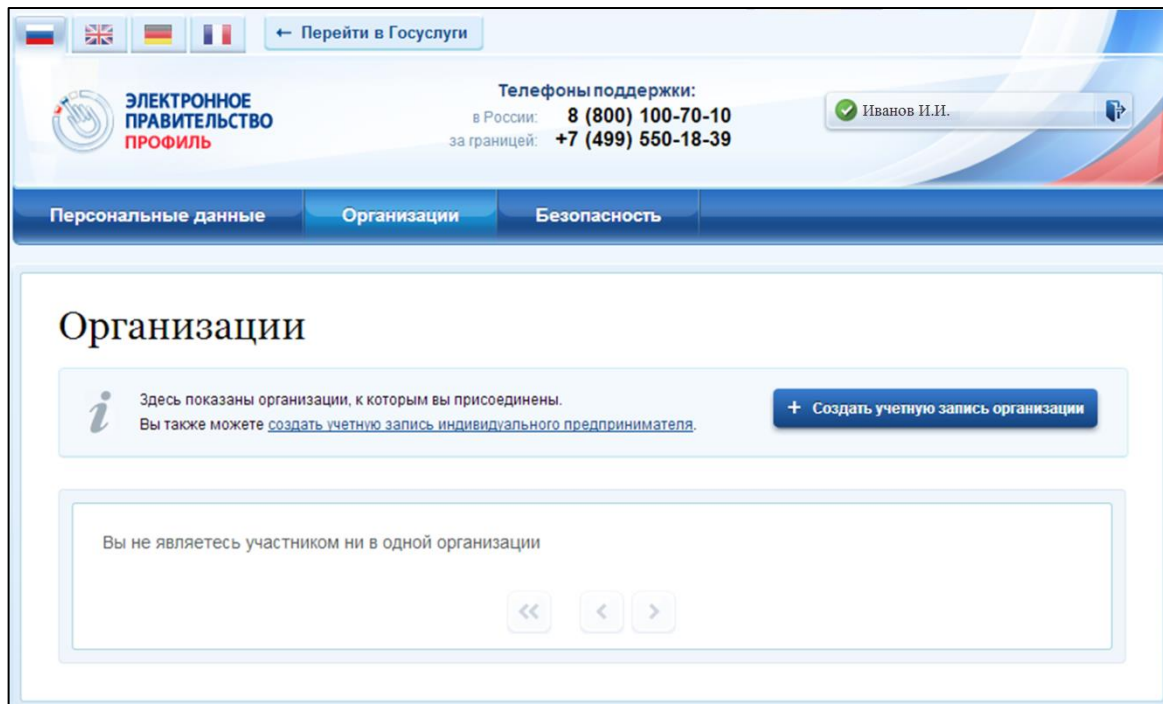 ← Перейти в Госуслуги
ЭЛЕКТРОННОЕ
ПРАВИТЕЛЬСТВО
ПРОФИЛЬ
Телефоны поддержки:
в России: 8 (800) 100-70-10
за границей: +7 (499) 550-18-39
Иванов И.И.
Персональные данные Организации Безопасность
Организации
Здесь показаны организации, к которым вы присоединены.
Вы также можете создать учетную запись индивидуального предпринимателя.
+ Создать учетную запись организации
Вы не являетесь участником ни в одной организации